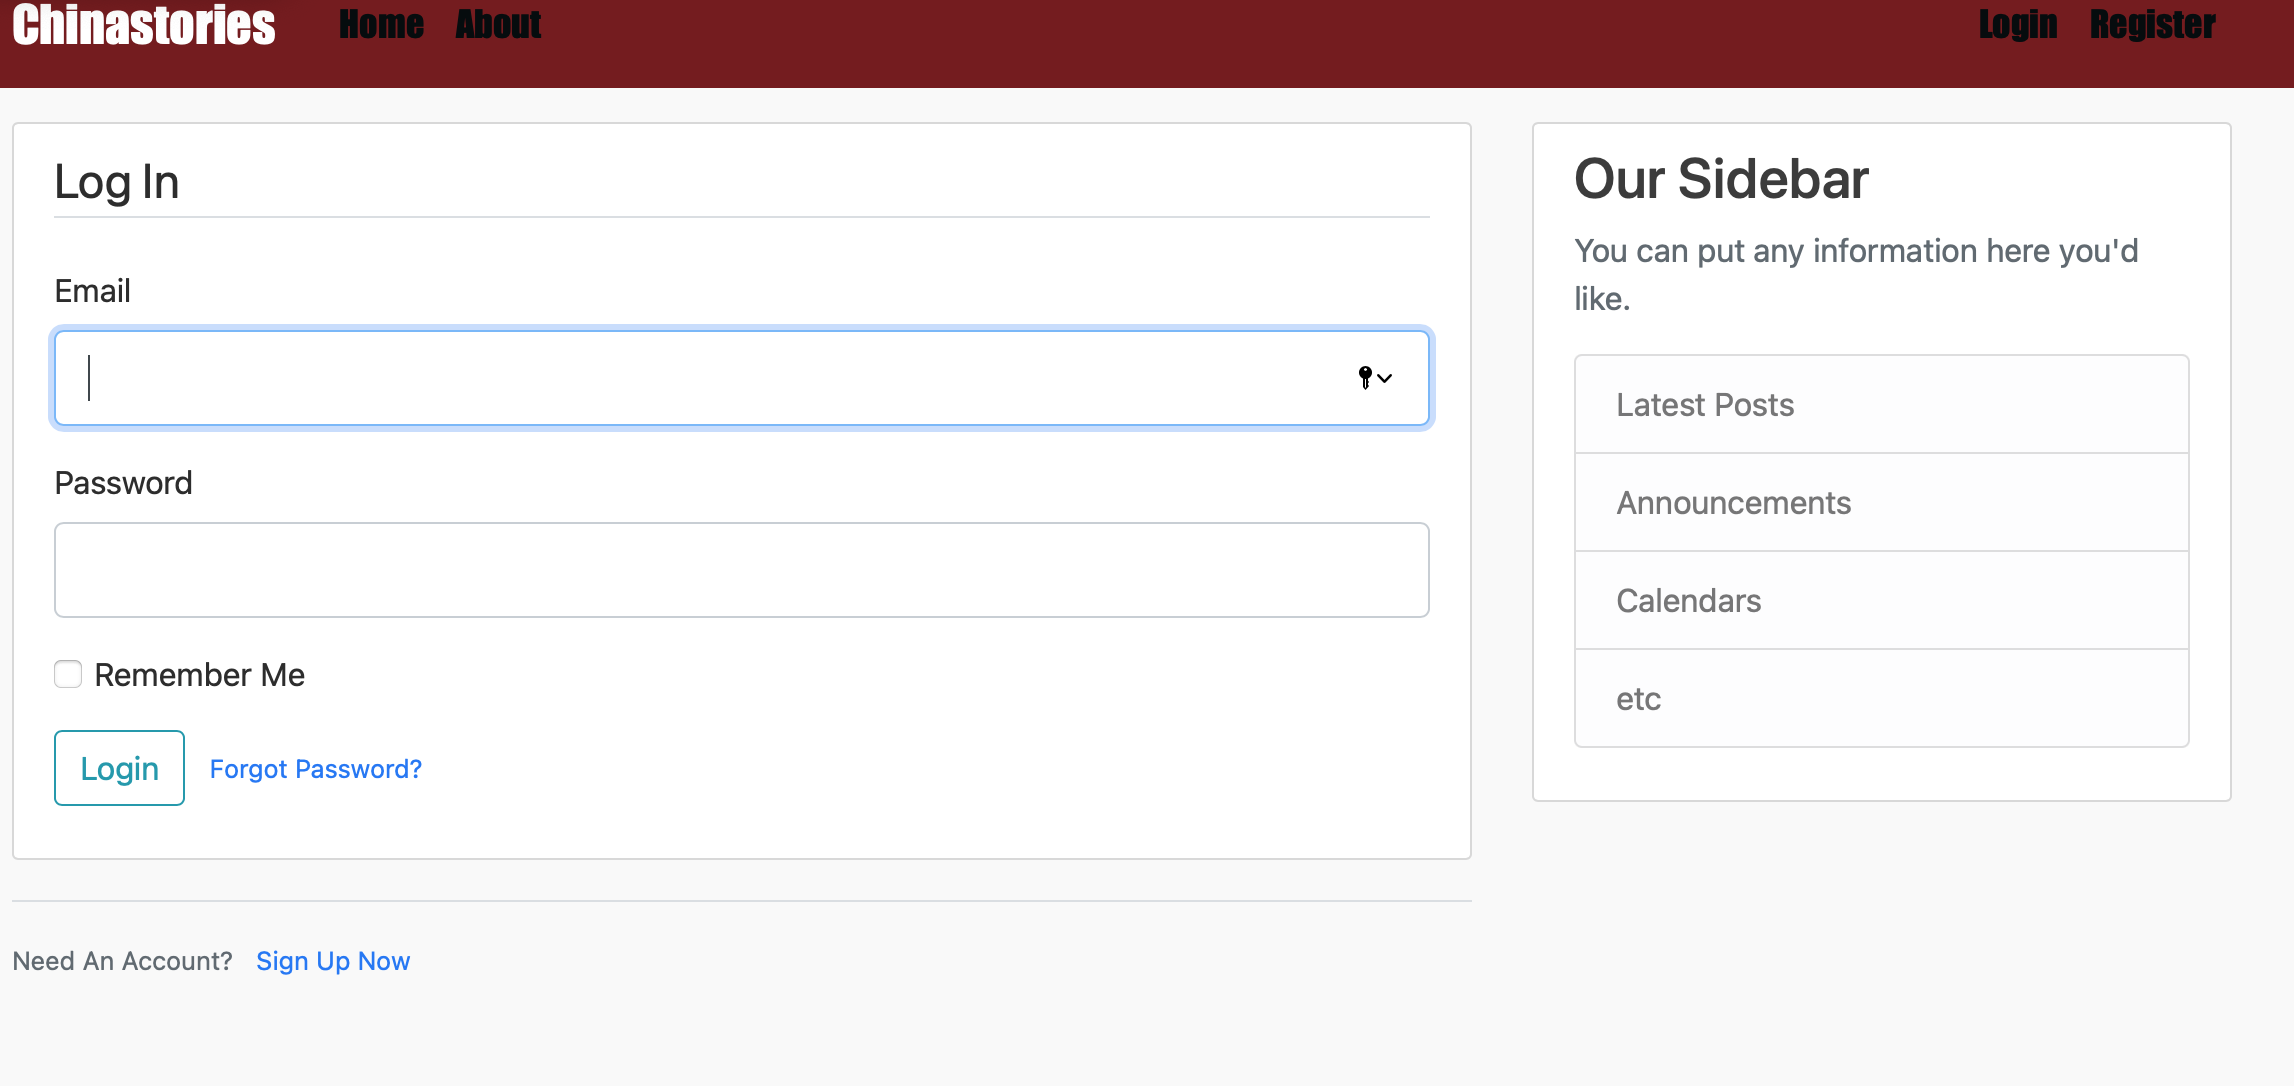 Chinastories Home About Login Register
Log In
Email
Password
Remember Me
Login Forgot Password?
Need An Account? Sign Up Now
Our Sidebar
You can put any information here you'd
like.
Latest Posts
Announcements
Calendars
etc